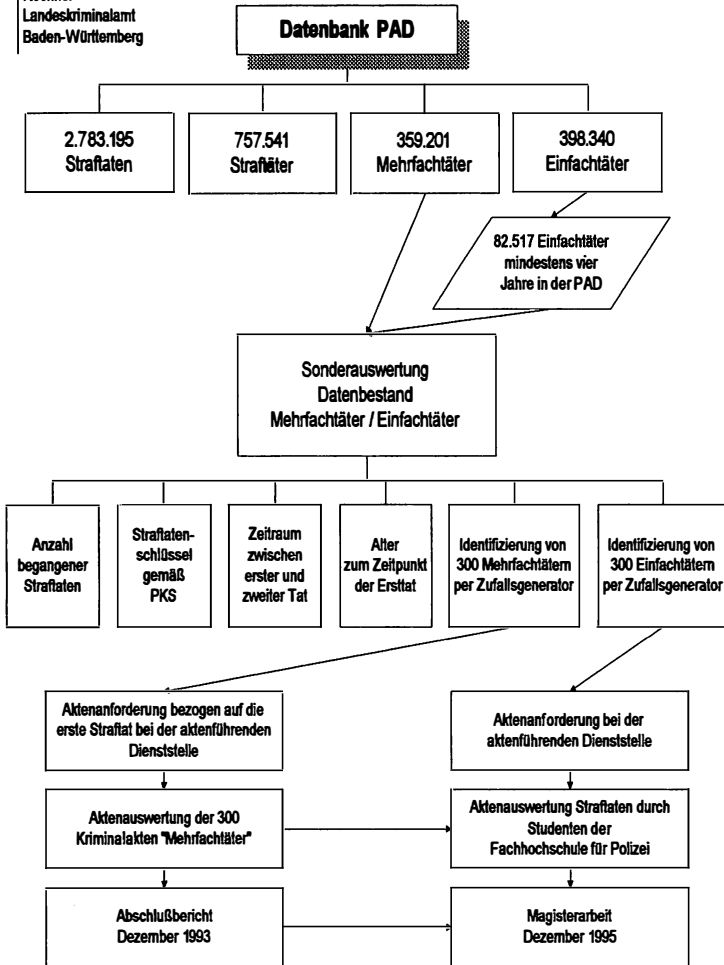 Landeskriminalamt
Baden-Württemberg
Datenbank PAD
2.783.195
Straftaten
757.541
Straftäter
359.201
Mehrfachtäter
398.340
Einfachtäter
82.517 Einfachtäter
mindestens vier
Jahre in der PAD
Sonderauswertung
Datenbestand
Mehrfachtäter / Einfachtäter
Anzahl
begangener
Straftaten
Straftaten-
schlüssel
gemäß
PKS
Zeitraum
zwischen
erster und
zweiter Tat
Alter
zum Zeitpunkt
der Ersttat
Identifizierung von
300 Mehrfachtätern
per Zufallsgenerator
Identifizierung von
300 Einfachtätern
per Zufallsgenerator
Aktenanforderung bezogen auf die
erste Straftat bei der aktenführenden
Dienststelle
Aktenanforderung bei der
aktenführenden Dienststelle
Aktenauswertung der 300
Kriminalakten "Mehrfachtäter"
Aktenauswertung Straftaten durch
Studenten der
Fachhochschule für Polizei
Abschlußbericht
Dezember 1993
Magisterarbeit
Dezember 1995